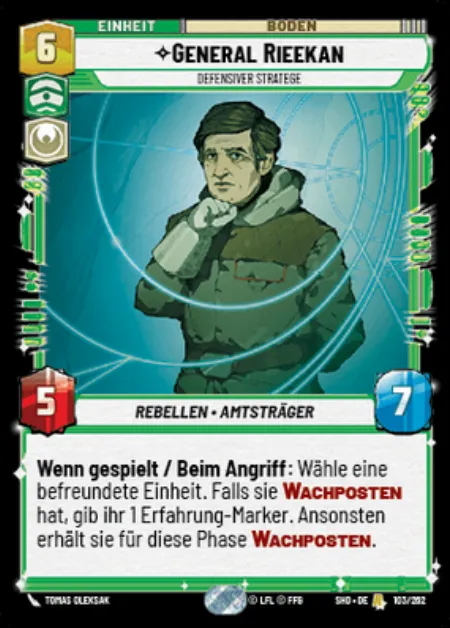 EINHEIT
BODEN
6
GENERAL RIEEKAN
DEFENSIVER STRATEGE
5
REBELLEN • AMTSTRÄGER
7
Wenn gespielt / Beim Angriff: Wähle eine
befreundete Einheit. Falls sie WACHPOSTEN
hat, gib ihr 1 Erfahrung-Marker. Ansonsten
erhält sie für diese Phase WACHPOSTEN.
TOMAS OLEKSAK
© LFL © FFG
SHD • DE
103/262